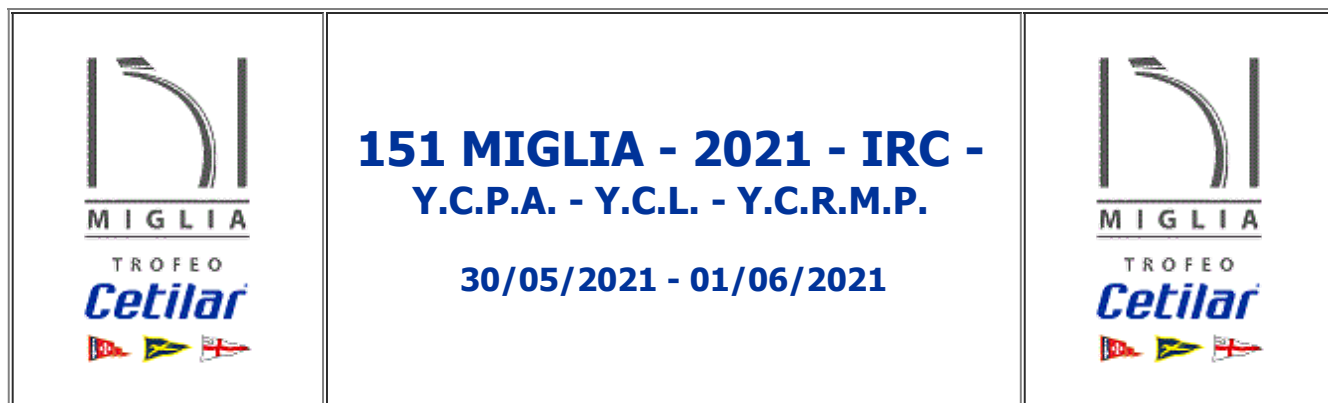 MIGLIA
TROFEO
Cetilar
151 MIGLIA - 2021 - IRC -
Y.C.P.A. - Y.C.L. - Y.C.R.M.P.
30/05/2021 - 01/06/2021
MIGLIA
TROFEO
Cetilar